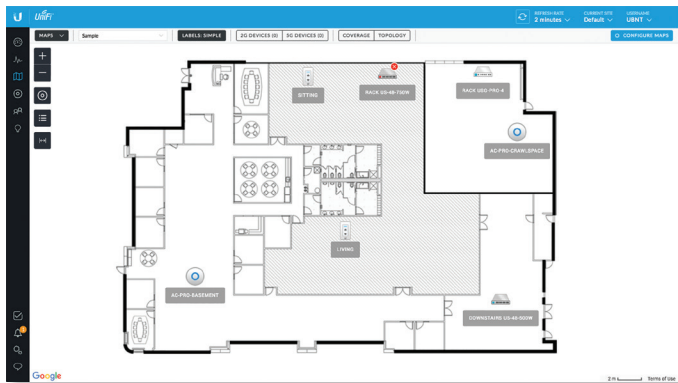 UniFi
REFRESH RATE
2 minutes
CURRENT SITE
Default
USERNAME
UBNT
MAPS
Sample
LABELS: SIMPLE
2G DEVICES (0)
5G DEVICES (0)
COVERAGE
TOPOLOGY
CONFIGURE MAPS
SITTING
RACK US-48-750W
RACK USG-PRO-4
AC-PRO-CRAWLSPACE
LIVING
AC-PRO-BASEMENT
DOWNSTAIRS US-48-500W
Google
2 m
Terms of Use